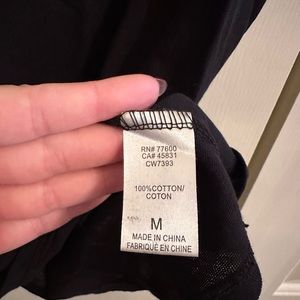 RN# 77600
CA# 45831
CW7393
100%COTTON/
COTON
M
MADE IN CHINA
FABRIQUÉ EN CHINE